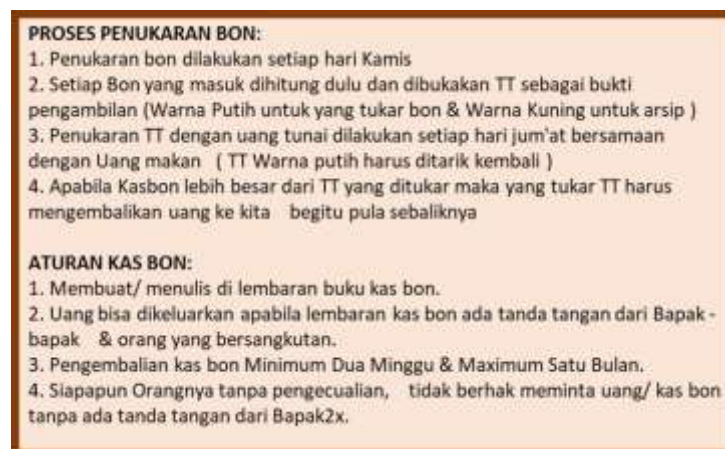 PROSES PENUKARAN BON:
1. Penukaran bon dilakukan setiap hari Kamis
2. Setiap Bon yang masuk dihitung dulu dan dibukakan TT sebagai bukti
pengambilan (Warna Putih untuk yang tukar bon & Warna Kuning untuk arsip )
3. Penukaran TT dengan uang tunai dilakukan setiap hari jum'at bersamaan
dengan Uang makan ( TT Warna putih harus ditarik kembali )
4. Apabila Kasbon lebih besar dari TT yang ditukar maka yang tukar TT harus
mengembalikan uang ke kita begitu pula sebaliknya
ATURAN KAS BON:
1. Membuat/ menulis di lembaran buku kas bon.
2. Uang bisa dikeluarkan apabila lembaran kas bon ada tanda tangan dari Bapak -
bapak & orang yang bersangkutan.
3. Pengembalian kas bon Minimum Dua Minggu & Maximum Satu Bulan.
4. Siapapun Orangnya tanpa pengecualian, tidak berhak meminta uang/ kas bon
tanpa ada tanda tangan dari Bapak2x.